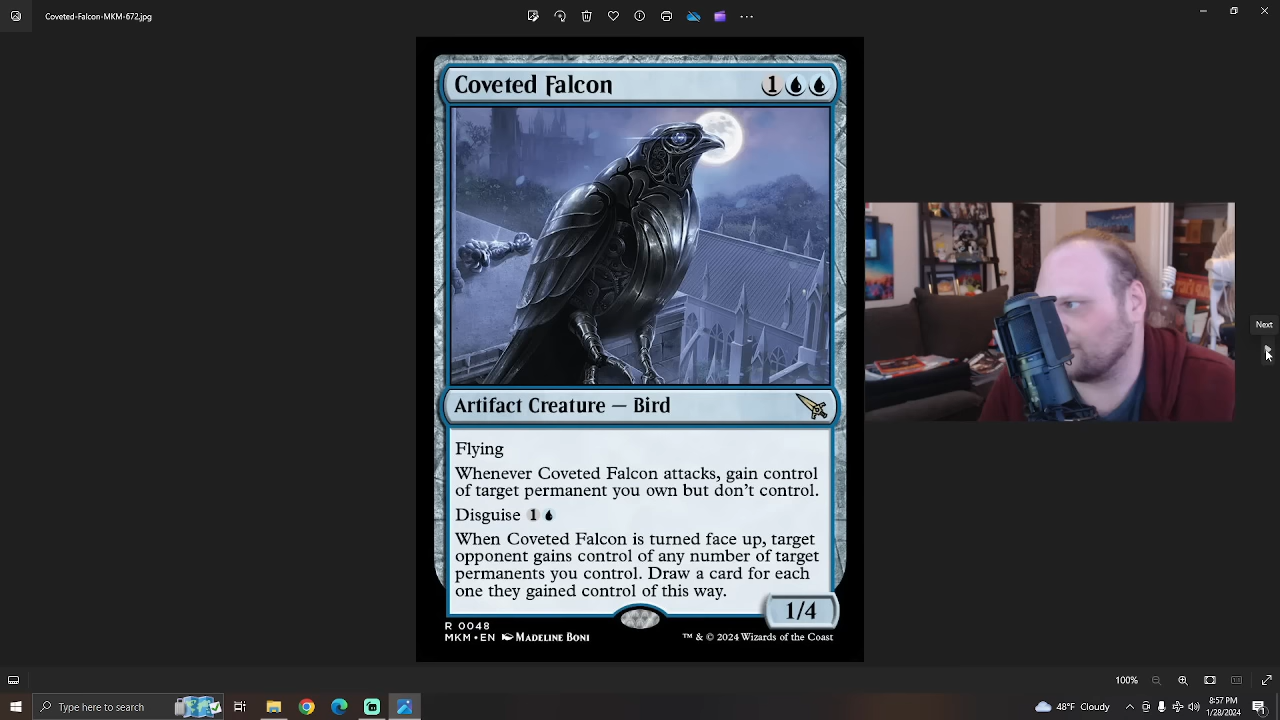 Coveted-Falcon-MKM-672.jpg
Coveted Falcon 1
Artifact Creature — Bird
Flying
Whenever Coveted Falcon attacks, gain control
of target permanent you own but don't control.
Disguise 1
When Coveted Falcon is turned face up, target
opponent gains control of any number of target
permanents you control. Draw a card for each
one they gained control of this way.
1/4
R 0048
MKM • EN MADELINE BONI
™ & © 2024 Wizards of the Coast
Next
100%
Type here to search
48°F Cloudy
8:57 PM
1/28/2024